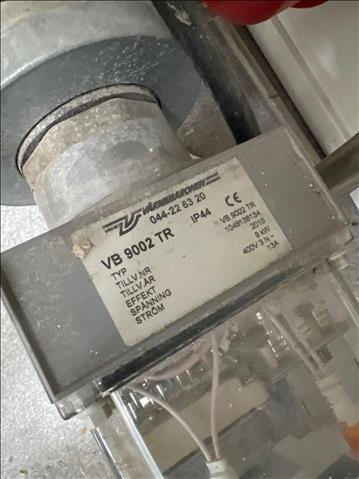 VÄRMEBARONEN
044-22 63 20
VB 9002 TR IP44 CE
TYP VB 9002 TR
TILLV.NR 1049136134
TILLV.ÅR 2010
EFFEKT 9 kW
SPÄNNING 400V 3 N~
STRÖM 13A